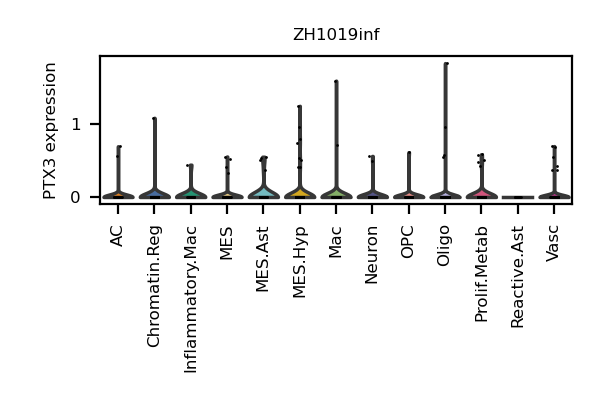 ZH1019inf
PTX3 expression
1
0
AC
Chromatin.Reg
Inflammatory.Mac
MES
MES.Ast
MES.Hyp
Mac
Neuron
OPC
Oligo
Prolif.Metab
Reactive.Ast
Vasc